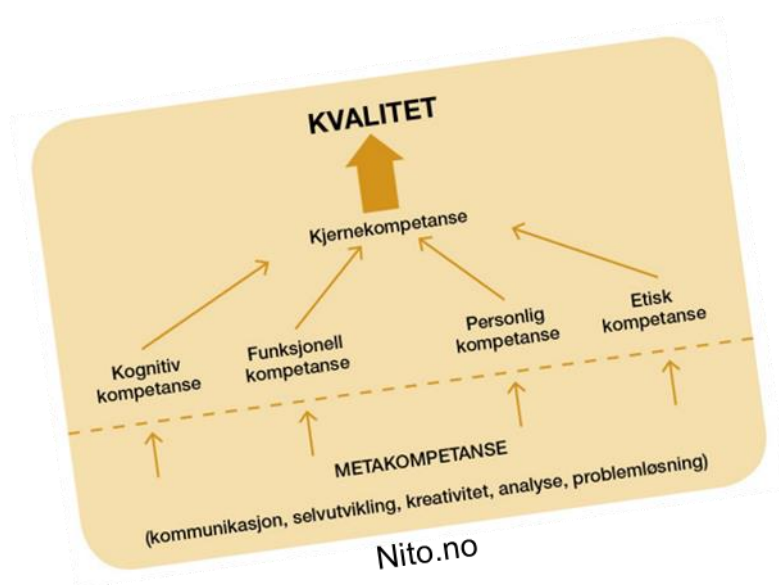 KVALITET
Kjernekompetanse
Kognitiv
kompetanse
Funksjonell
kompetanse
Personlig
kompetanse
Etisk
kompetanse
METAKOMPETANSE
(kommunikasjon, selvutvikling, kreativitet, analyse, problemløsning)
Nito.no